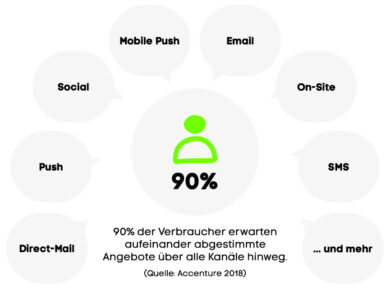 Mobile Push
Email
Social
On-Site
Push
90%
SMS
Direct-Mail
90% der Verbraucher erwarten
aufeinander abgestimmte
Angebote über alle Kanäle hinweg.
(Quelle: Accenture 2018)
... und mehr